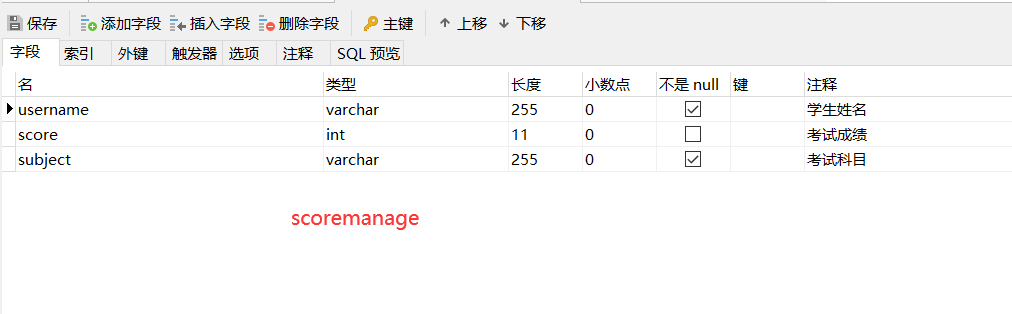 保存 添加字段 插入字段 删除字段 主键 上移 下移
字段 索引 外键 触发器 选项 注释 SQL 预览
名 类型 长度 小数点 不是 null 键 注释
username varchar 255 0 学生姓名
score int 11 0 考试成绩
subject varchar 255 0 考试科目
scoremanage